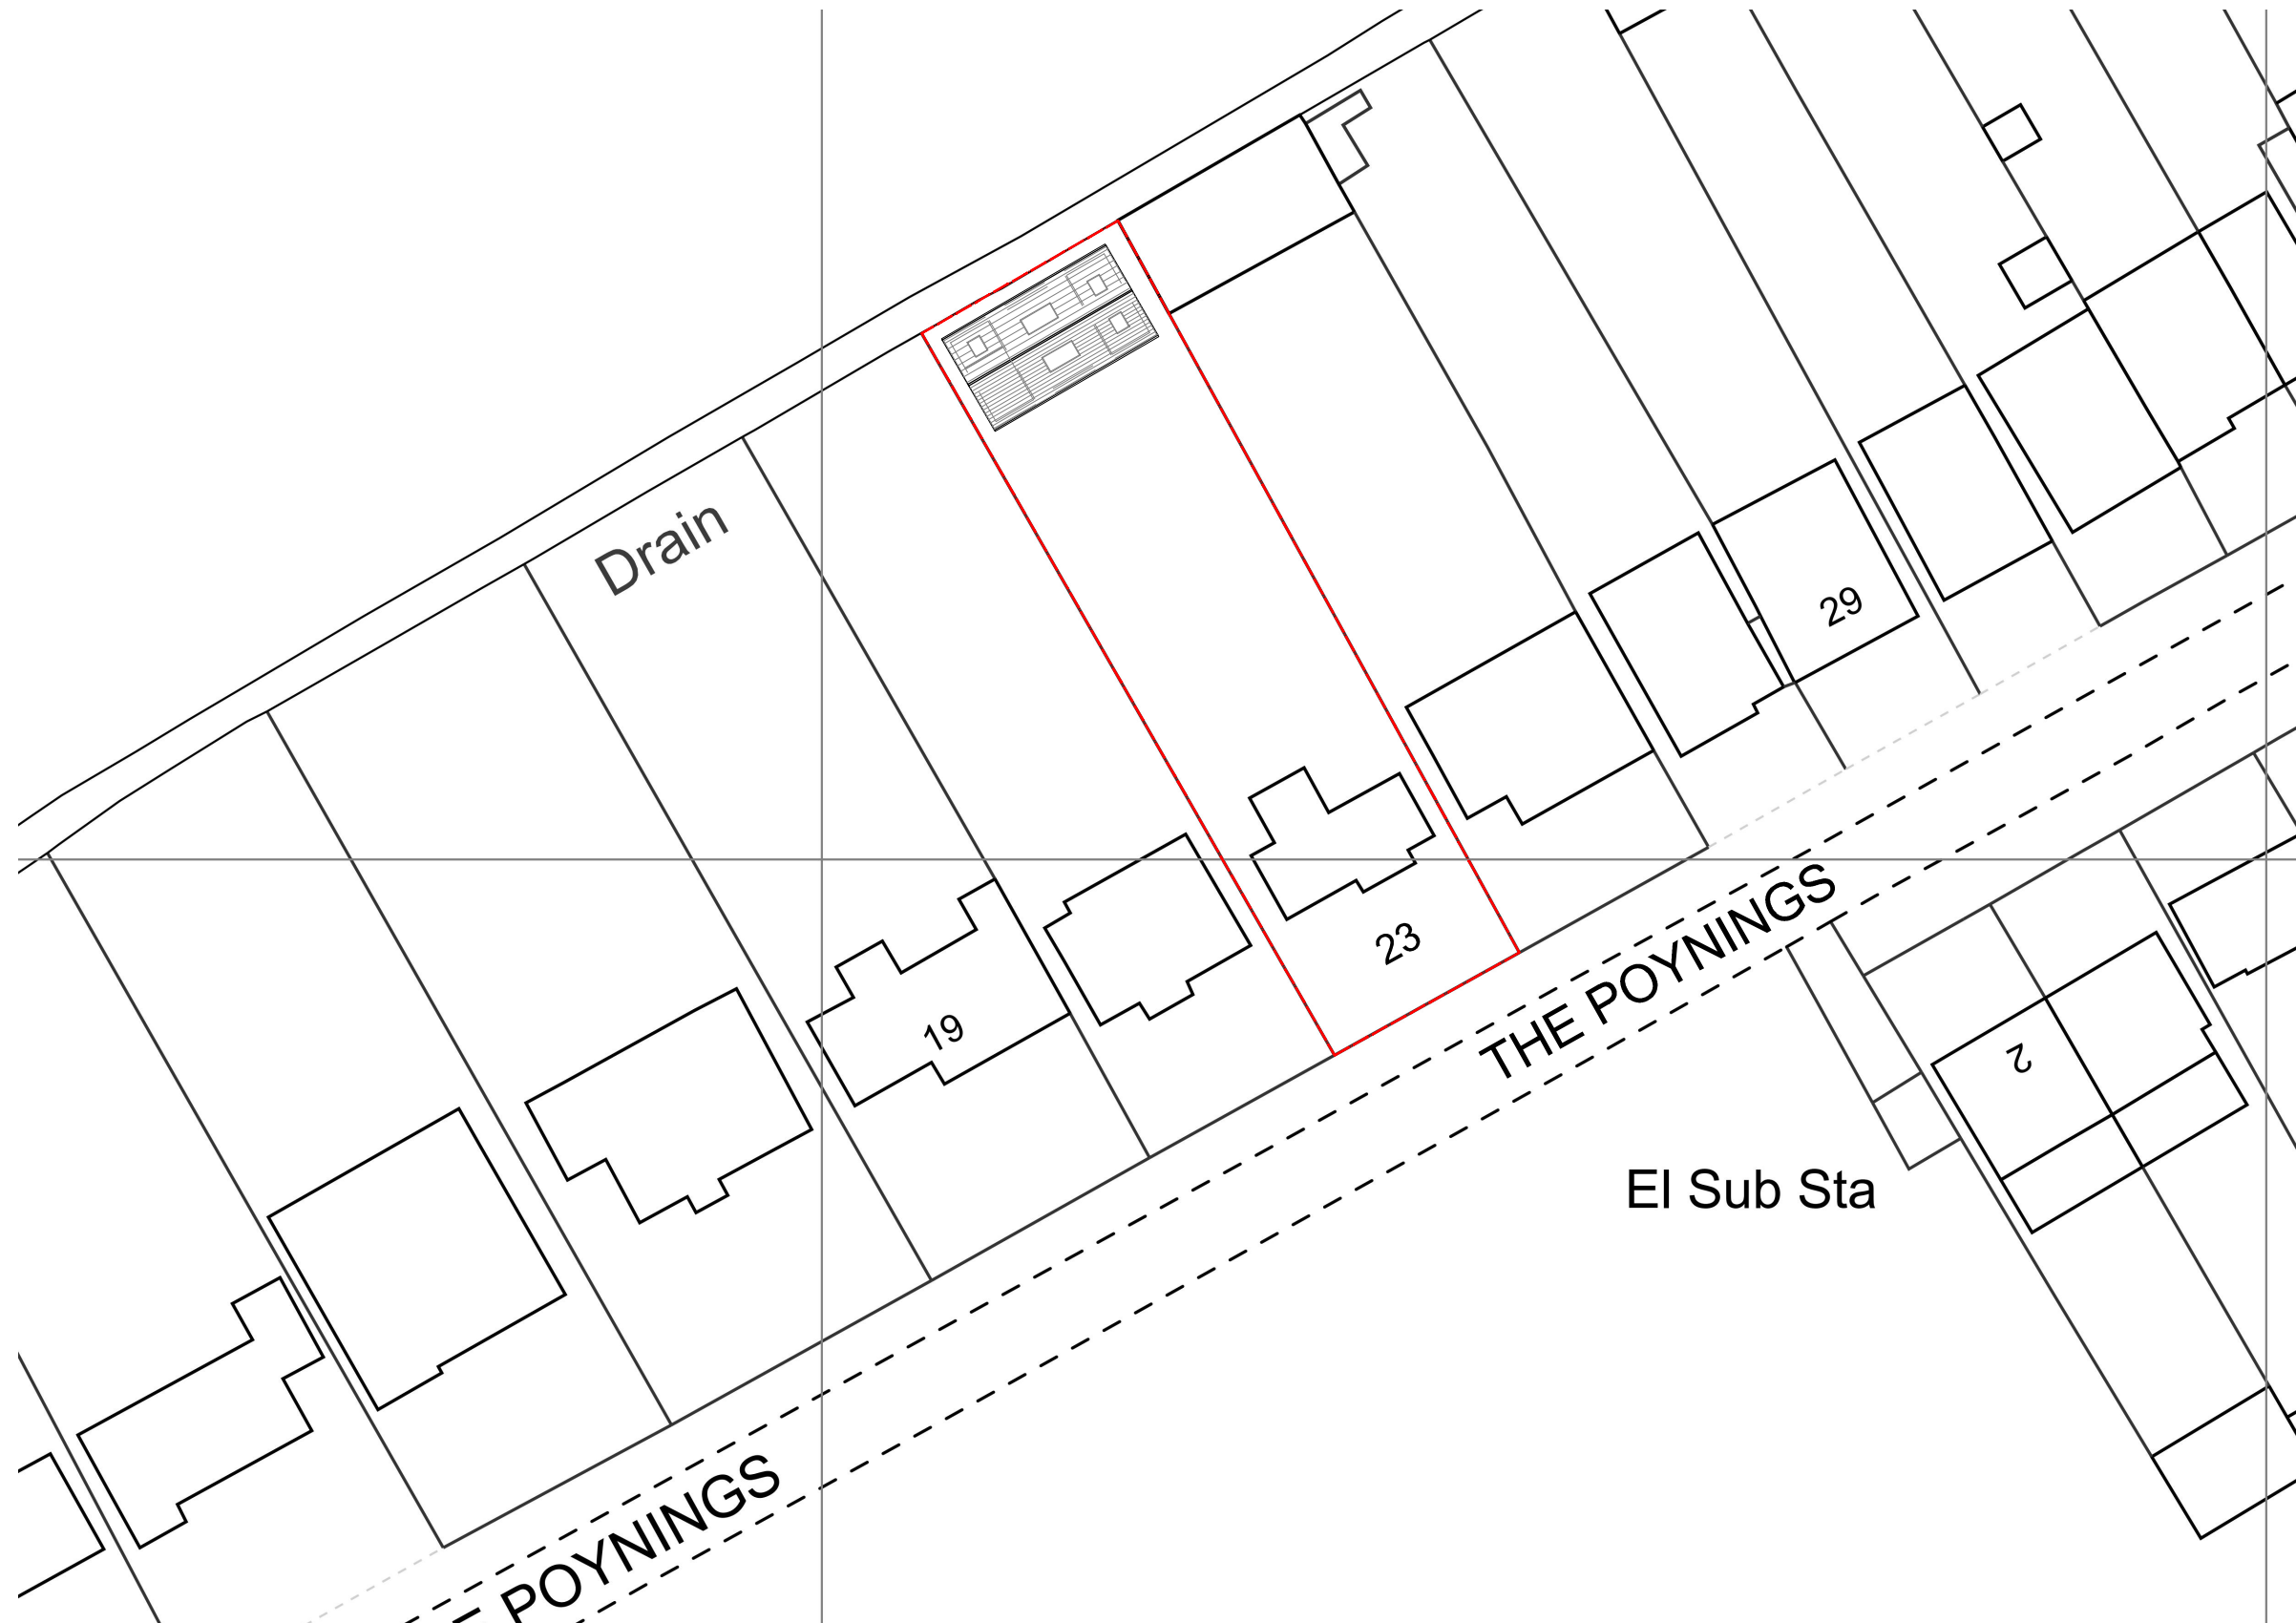 Drain
29
23
19
THE POYNINGS
2
El Sub Sta
POYNINGS